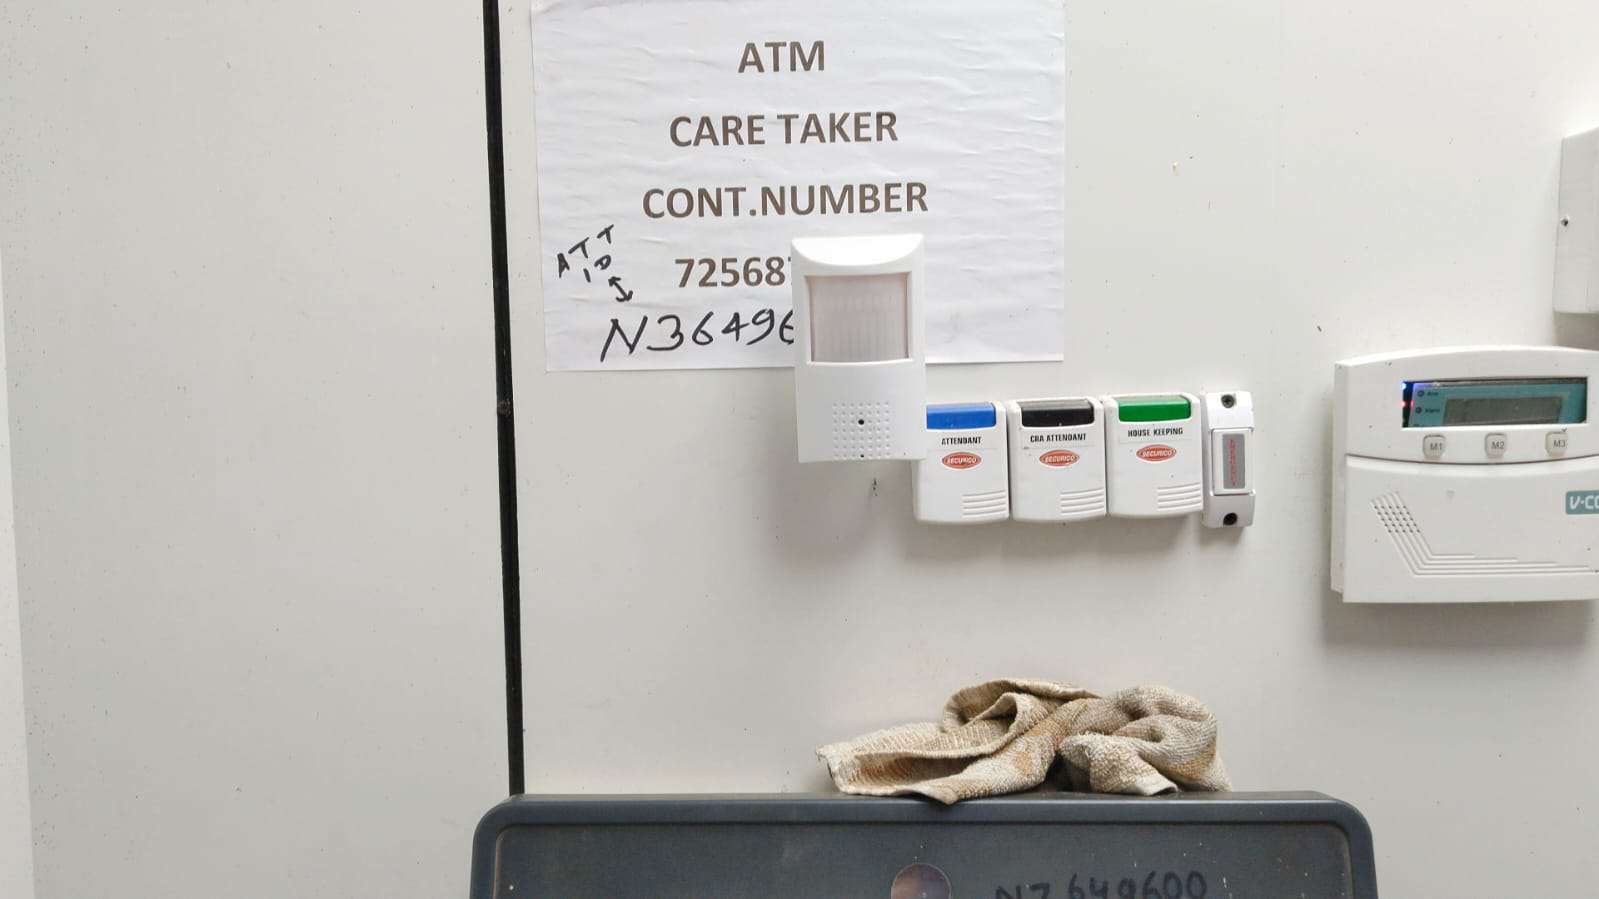 ATM
CARE TAKER
CONT.NUMBER
72568
ATT
ID
N36496
ATTENDANT
SECURICO
CRA ATTENDANT
SECURICO
HOUSE KEEPING
SECURICO
M1
M2
M3
V-CO